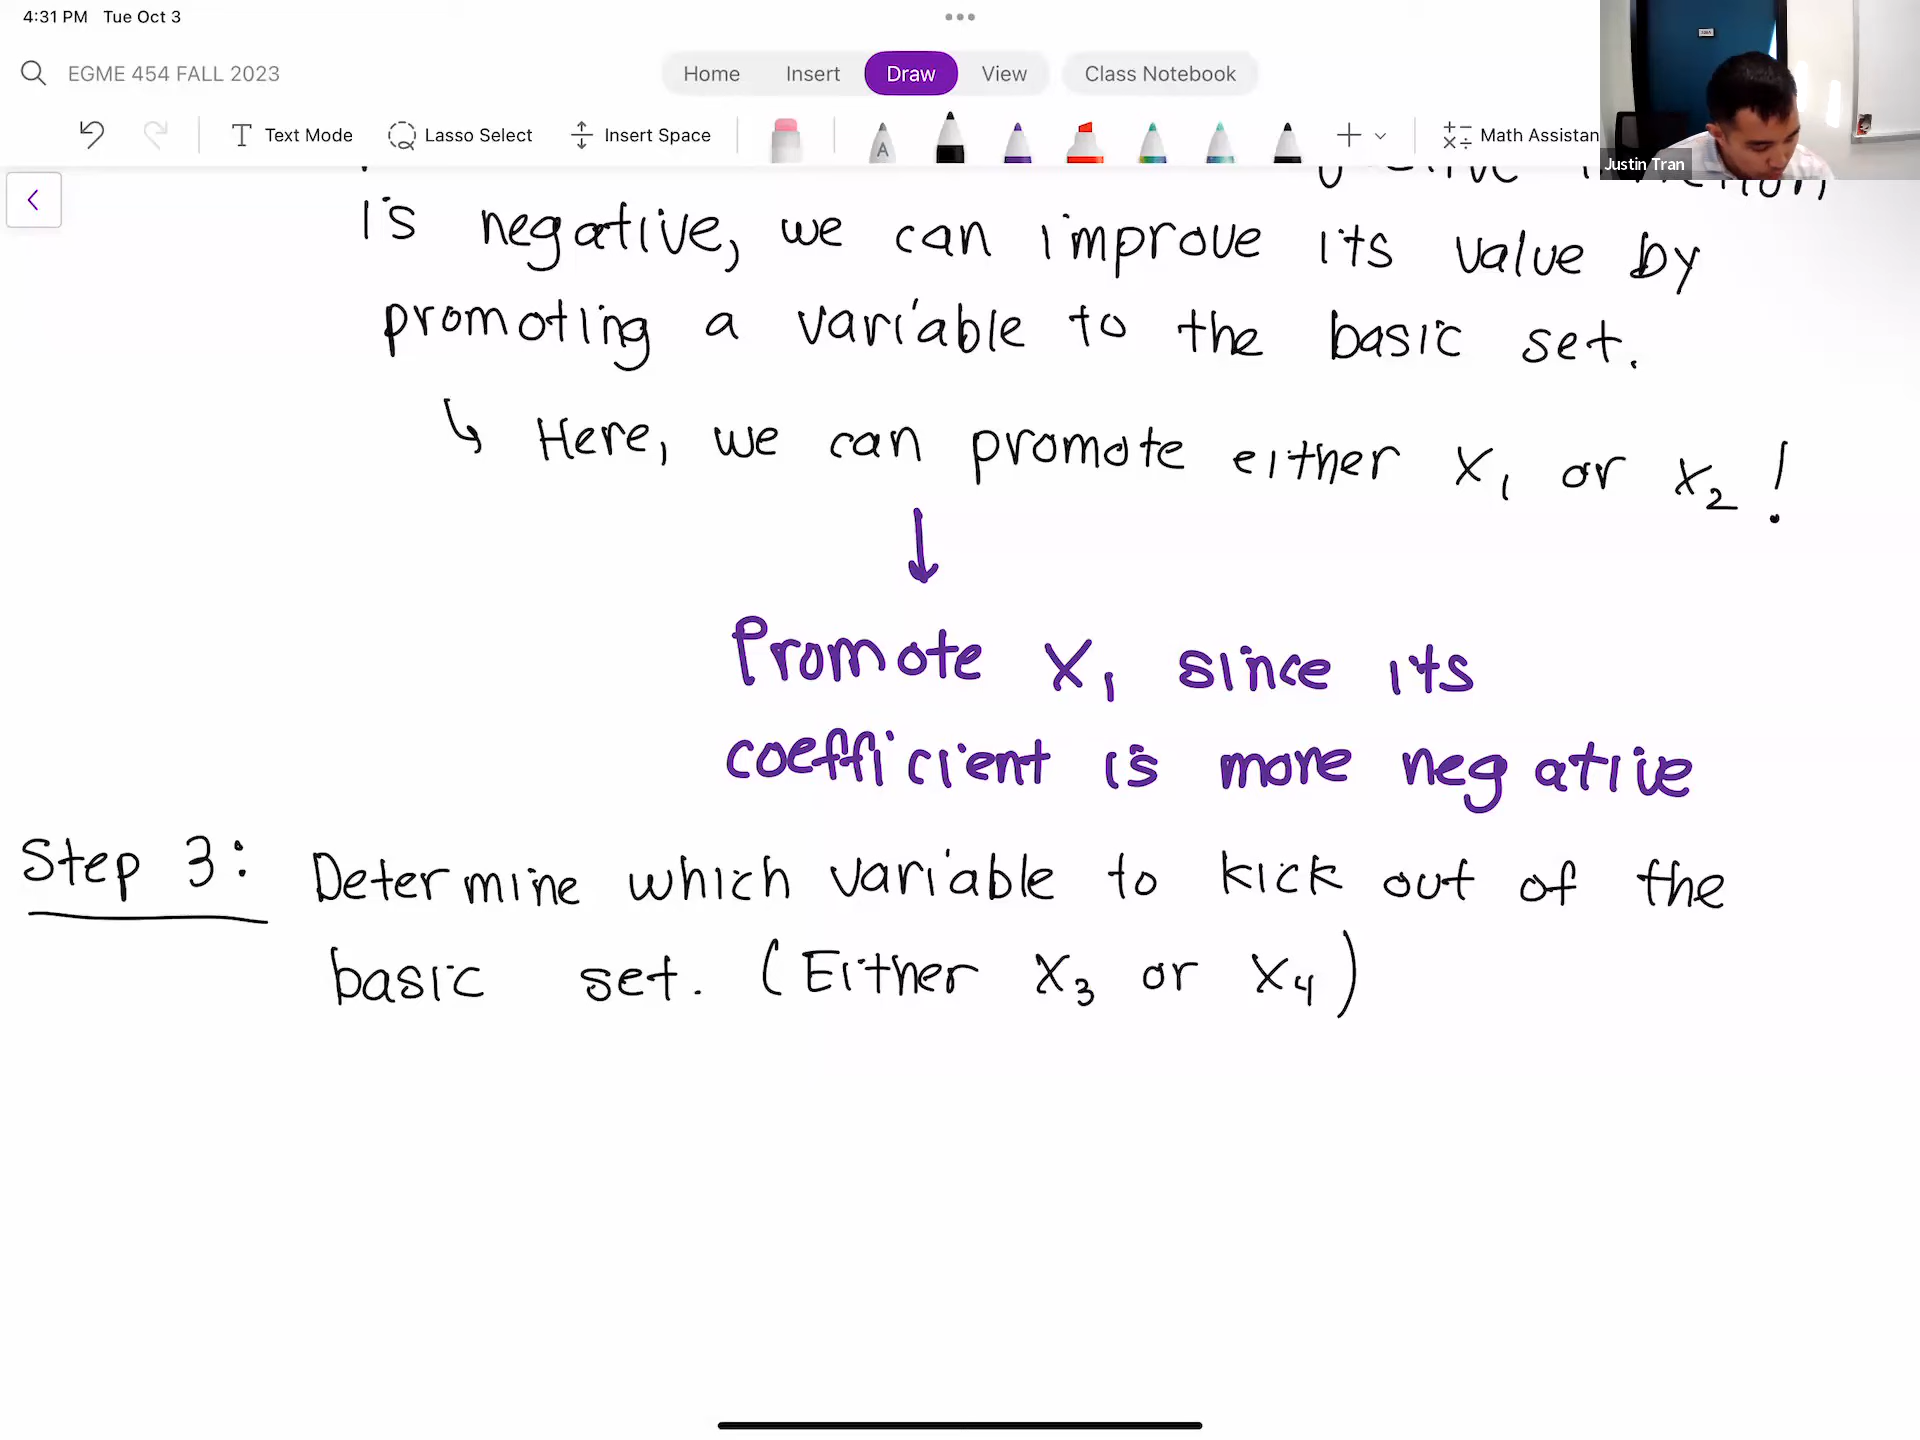 4:31 PM Tue Oct 3
EGME 454 FALL 2023
Home Insert Draw View Class Notebook
Text Mode Lasso Select Insert Space A Math Assistan
Justin Tran
is negative, we can improve its value by
promoting a variable to the basic set.
↳ Here, we can promote either x₁ or x₂ !
↓
Promote x₁ since its
coefficient is more negative
Step 3: Determine which variable to kick out of the
basic set. (Either x₃ or x₄)